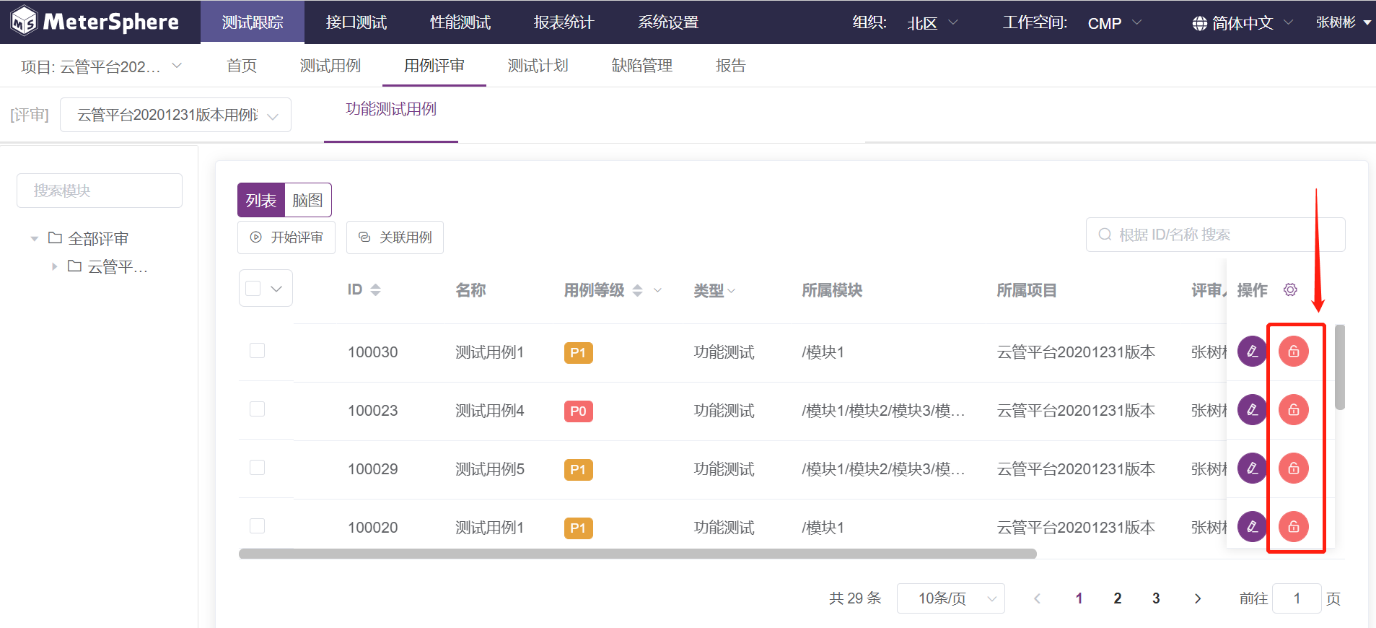 MeterSphere 测试跟踪 接口测试 性能测试 报表统计 系统设置 组织: 北区 工作空间: CMP 简体中文 张树彬
项目: 云管平台202... 首页 测试用例 用例评审 测试计划 缺陷管理 报告
[评审] 云管平台20201231版本用例 功能测试用例
搜索模块
全部评审
云管平...
列表 脑图
开始评审 关联用例
根据 ID/名称 搜索
ID 名称 用例等级 类型 所属模块 所属项目 评审人 操作
100030 测试用例1 P1 功能测试 /模块1 云管平台20201231版本 张树彬
100023 测试用例4 P0 功能测试 /模块1/模块2/模块3/模... 云管平台20201231版本 张树彬
100029 测试用例5 P1 功能测试 /模块1/模块2/模块3/模... 云管平台20201231版本 张树彬
100020 测试用例1 P1 功能测试 /模块1 云管平台20201231版本 张树彬
共 29 条 10条/页 1 2 3 前往 1 页